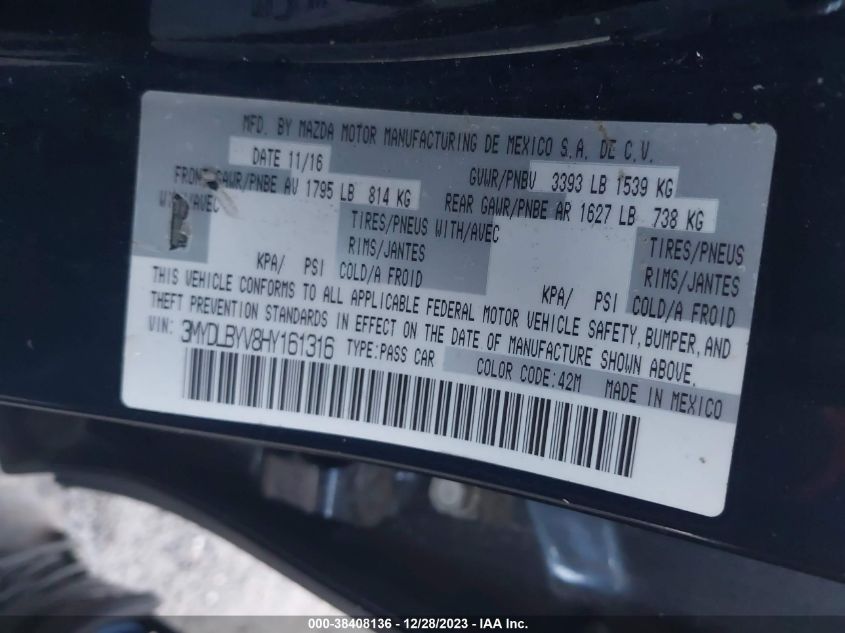 MFD. BY MAZDA MOTOR MANUFACTURING DE MEXICO S.A. DE C.V.
DATE 11/16 GVWR/PNBV 3393 LB 1539 KG
FRONT GAWR/PNBE AV 1795 LB 814 KG REAR GAWR/PNBE AR 1627 LB 738 KG
WITH/AVEC TIRES/PNEUS WITH/AVEC TIRES/PNEUS
RIMS/JANTES RIMS/JANTES
KPA/ PSI COLD/A FROID KPA/ PSI COLD/A FROID
THIS VEHICLE CONFORMS TO ALL APPLICABLE FEDERAL MOTOR VEHICLE SAFETY, BUMPER, AND
THEFT PREVENTION STANDARDS IN EFFECT ON THE DATE OF MANUFACTURE SHOWN ABOVE.
VIN: 3MYDLBYV8HY161316 TYPE:PASS CAR COLOR CODE:42M MADE IN MEXICO
000-38408136 - 12/28/2023 - IAA Inc.